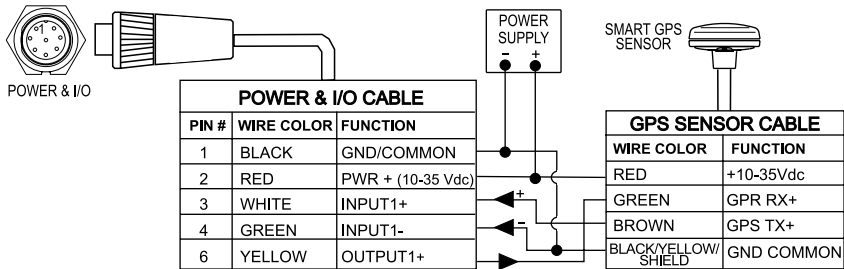 1
POWER & I/O
POWER
SUPPLY
- +
SMART GPS
SENSOR
POWER & I/O CABLE
PIN # WIRE COLOR FUNCTION
1 BLACK GND/COMMON
2 RED PWR + (10-35 Vdc)
3 WHITE INPUT1+
4 GREEN INPUT1-
6 YELLOW OUTPUT1+
+
-
GPS SENSOR CABLE
WIRE COLOR FUNCTION
RED +10-35Vdc
GREEN GPR RX+
BROWN GPS TX+
BLACK/YELLOW/
SHIELD GND COMMON